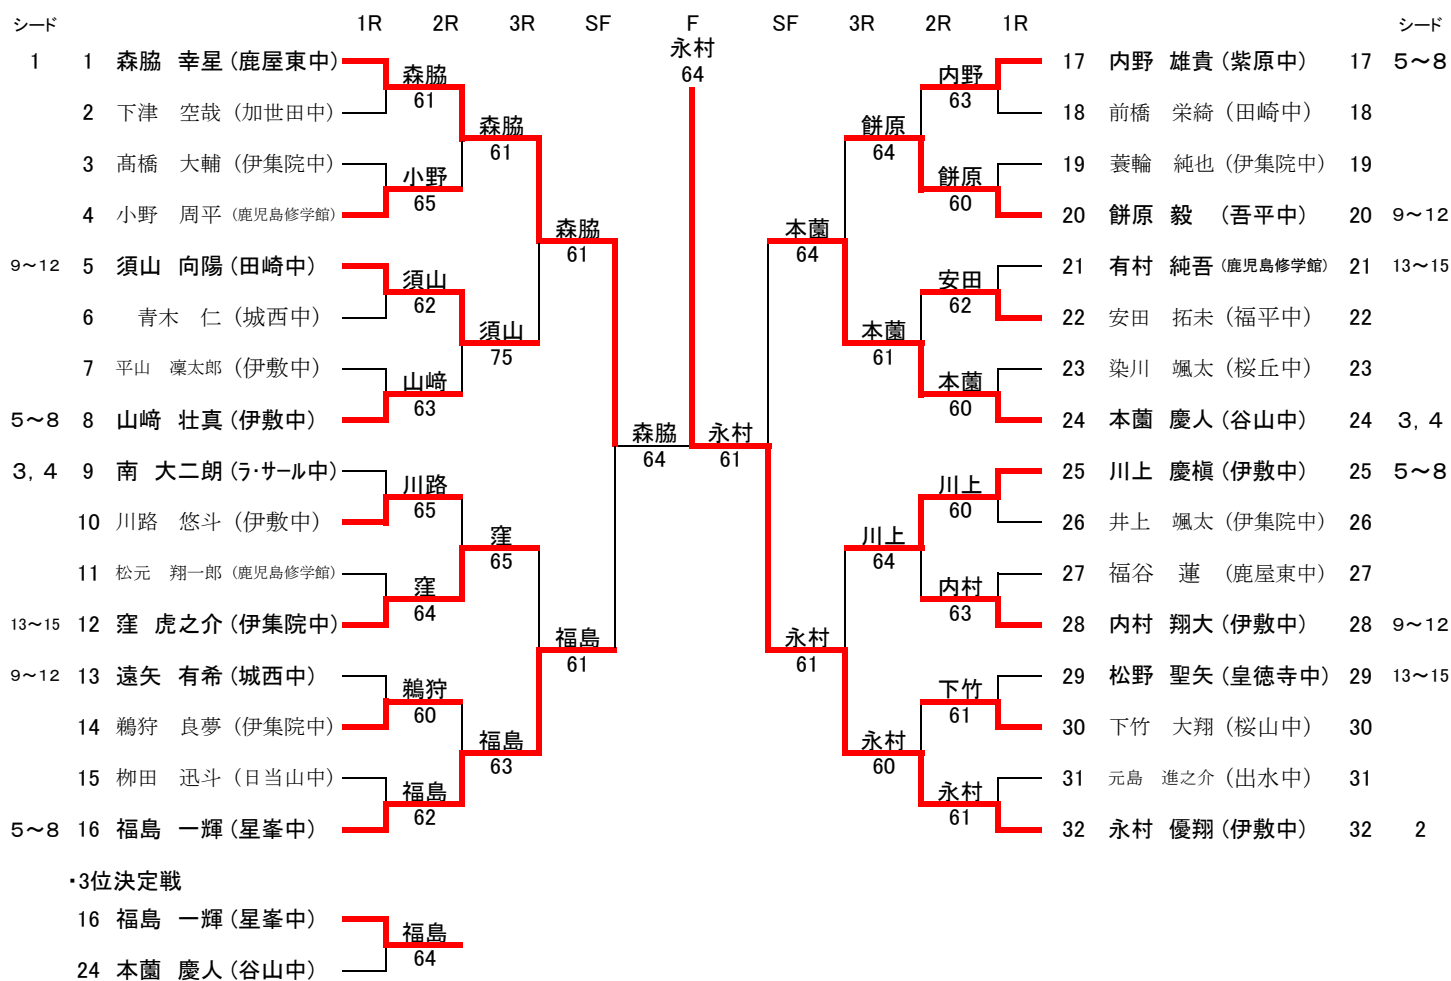 シード 1R 2R 3R SF F SF 3R 2R 1R シード
永村
1 1 森脇 幸星 (鹿屋東中) 17 内野 雄貴 (紫原中) 17 5~8
森脇 64 内野
61 63
2 下津 空哉 (加世田中) 18 前橋 栄綺 (田崎中) 18
森脇 餅原
61 64
3 髙橋 大輔 (伊集院中) 19 蓑輪 純也 (伊集院中) 19
小野 餅原
65 60
4 小野 周平 (鹿児島修学館) 20 餅原 毅 (吾平中) 20 9~12
森脇 本薗
61 64
9~12 5 須山 向陽 (田崎中) 21 有村 純吾 (鹿児島修学館) 21 13~15
須山 安田
62 62
6 青木 仁 (城西中) 22 安田 拓未 (福平中) 22
須山 本薗
75 61
7 平山 凜太郎 (伊敷中) 23 染川 颯太 (桜丘中) 23
山﨑 本薗
63 60
5~8 8 山﨑 壮真 (伊敷中) 24 本薗 慶人 (谷山中) 24 3, 4
森脇 永村
64 61
3, 4 9 南 大二朗 (ラ・サール中) 25 川上 慶槇 (伊敷中) 25 5~8
川路 川上
65 60
10 川路 悠斗 (伊敷中) 26 井上 颯太 (伊集院中) 26
窪 川上
65 64
11 松元 翔一郎 (鹿児島修学館) 27 福谷 蓮 (鹿屋東中) 27
窪 内村
64 63
13~15 12 窪 虎之介 (伊集院中) 28 内村 翔大 (伊敷中) 28 9~12
福島 永村
61 61
9~12 13 遠矢 有希 (城西中) 29 松野 聖矢 (皇徳寺中) 29 13~15
鵜狩 下竹
60 61
14 鵜狩 良夢 (伊集院中) 30 下竹 大翔 (桜山中) 30
福島 永村
63 60
15 栁田 迅斗 (日当山中) 31 元島 進之介 (出水中) 31
福島 永村
62 61
5~8 16 福島 一輝 (星峯中) 32 永村 優翔 (伊敷中) 32 2
・3位決定戦
16 福島 一輝 (星峯中)
福島
64
24 本薗 慶人 (谷山中)